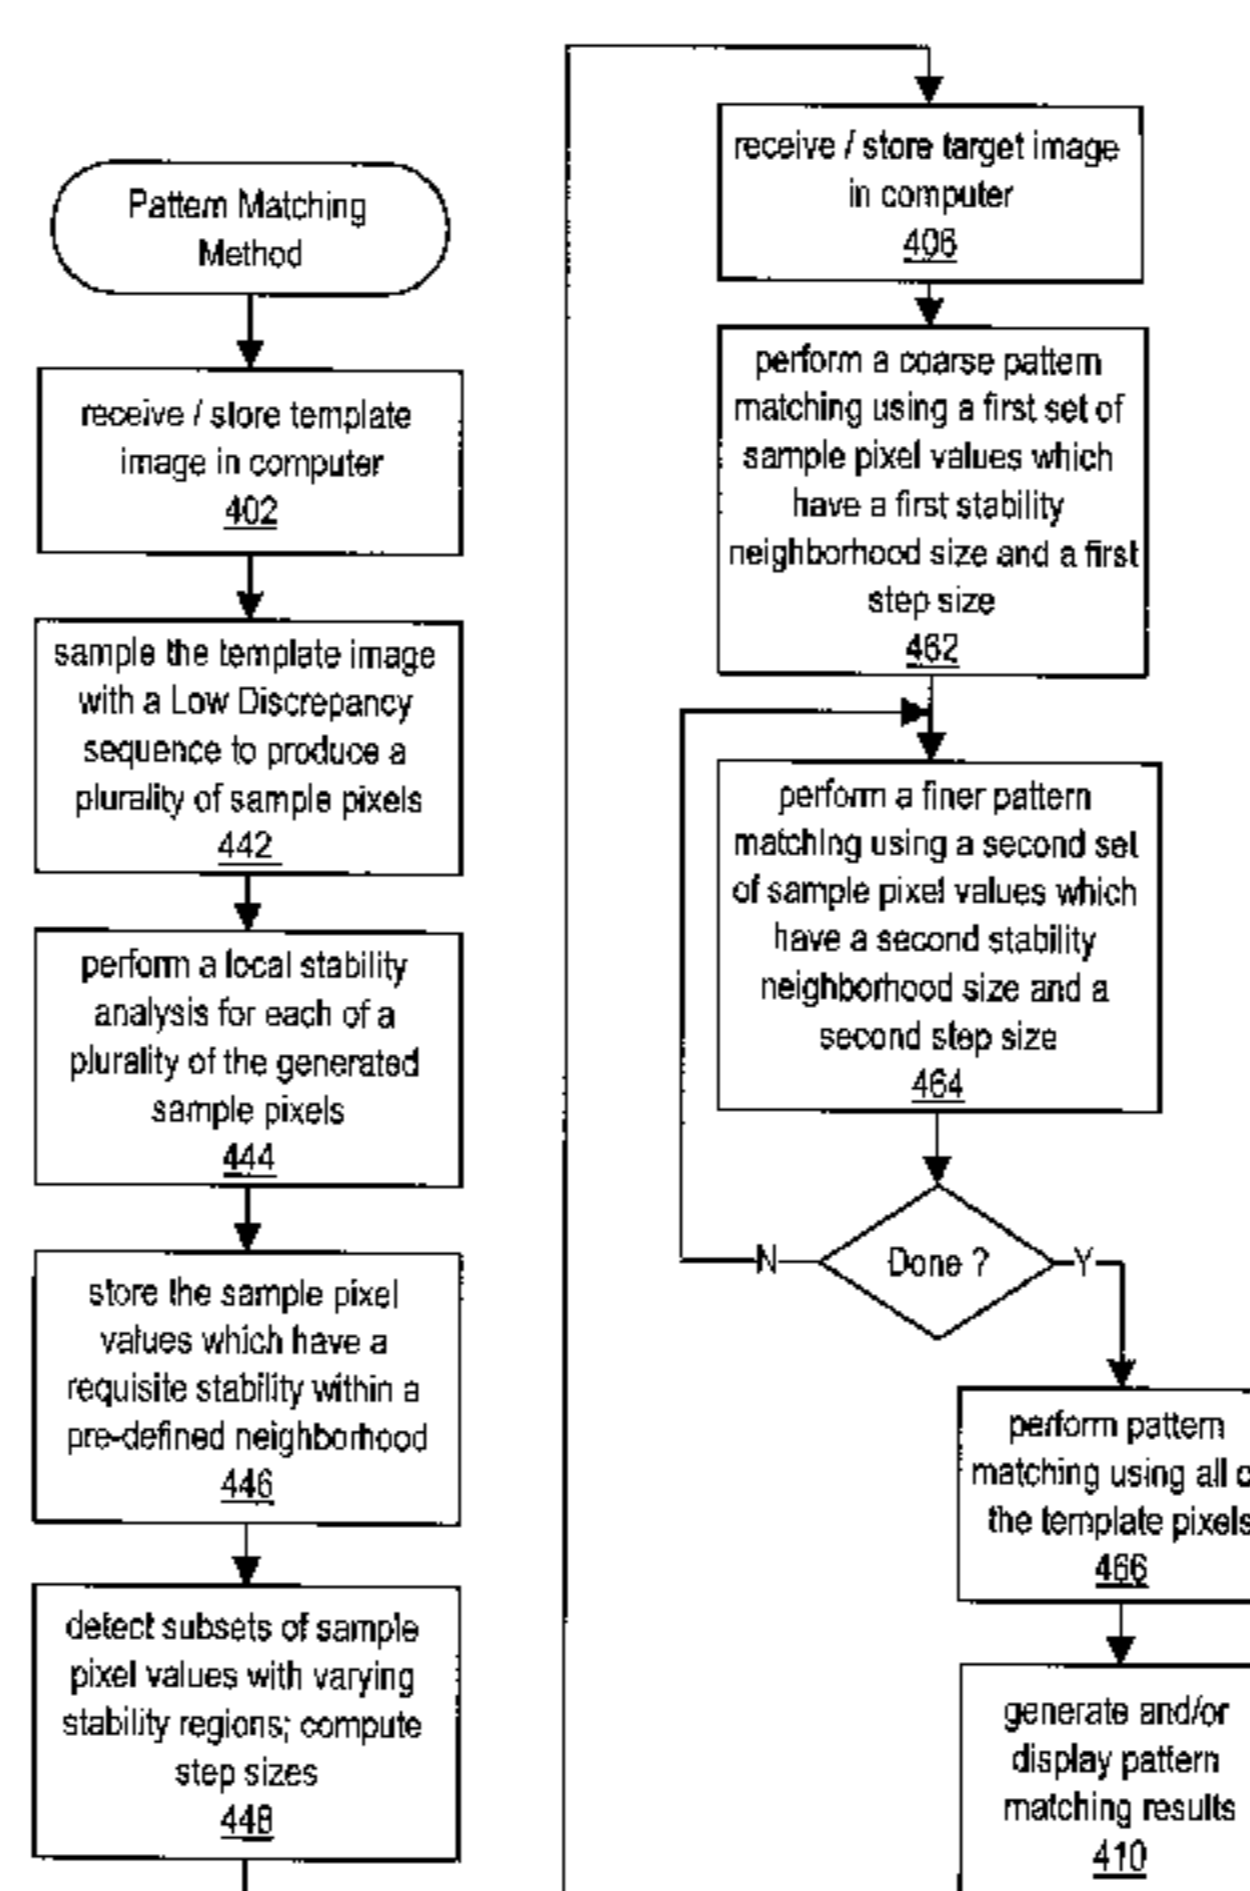 Pattern Matching
Method
receive / store template
image in computer
402
sample the template image
with a Low Discrepancy
sequence to produce a
plurality of sample pixels
442
perform a local stability
analysis for each of a
plurality of the generated
sample pixels
444
store the sample pixel
values which have a
requisite stability within a
pre-defined neighborhood
446
detect subsets of sample
pixel values with varying
stability regions; compute
step sizes
448
receive / store target image
in computer
406
perform a coarse pattern
matching using a first set of
sample pixel values which
have a first stability
neighborhood size and a first
step size
462
perform a finer pattern
matching using a second set
of sample pixel values which
have a second stability
neighborhood size and a
second step size
464
N
Done ?
Y
perform pattern
matching using all
the template pixels
466
generate and/or
display pattern
matching results
410